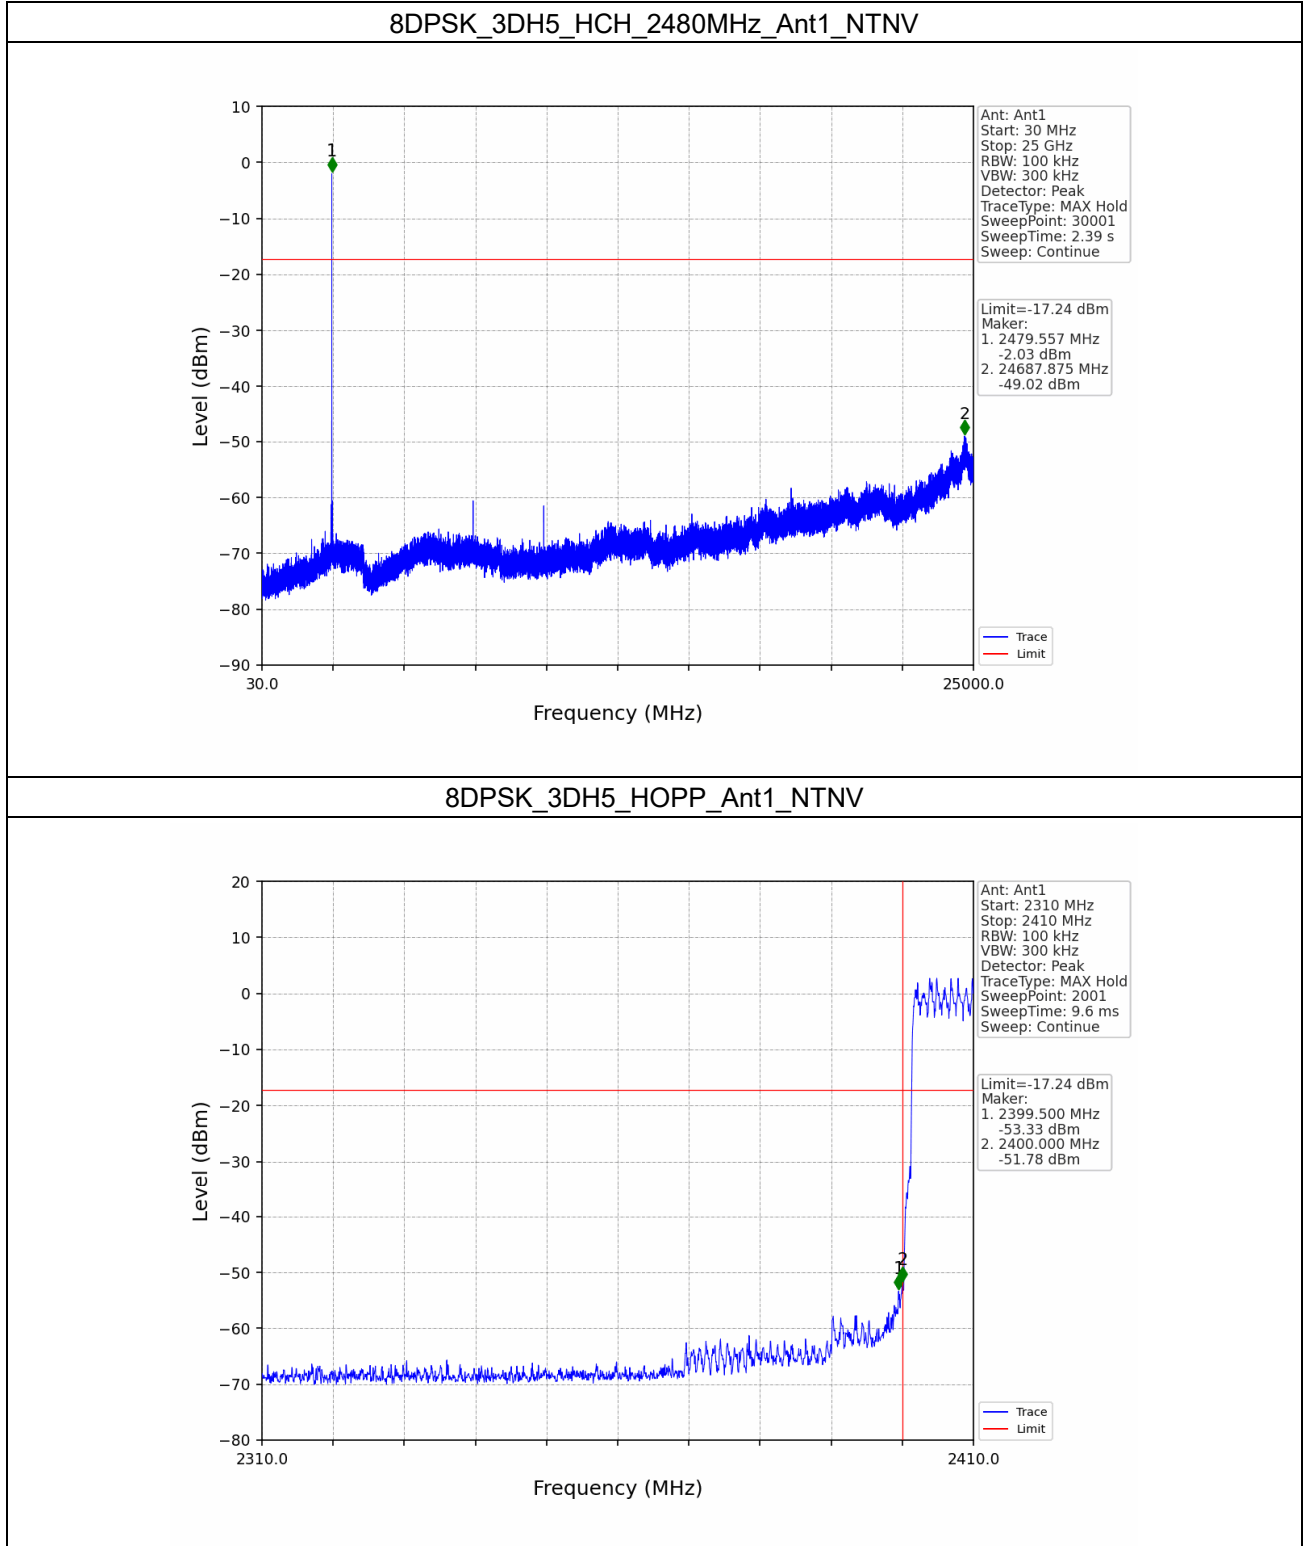 8DPSK_3DH5_HCH_2480MHz_Ant1_NTNV
10
0
−10
−20
−30
−40
−50
−60
−70
−80
−90
Level (dBm)
1
2
30.0
25000.0
Frequency (MHz)
Ant: Ant1
Start: 30 MHz
Stop: 25 GHz
RBW: 100 kHz
VBW: 300 kHz
Detector: Peak
TraceType: MAX Hold
SweepPoint: 30001
SweepTime: 2.39 s
Sweep: Continue
Limit=-17.24 dBm
Maker:
1. 2479.557 MHz
-2.03 dBm
2. 24687.875 MHz
-49.02 dBm
Trace
Limit
8DPSK_3DH5_HOPP_Ant1_NTNV
20
10
0
−10
−20
−30
−40
−50
−60
−70
−80
Level (dBm)
1
2
2310.0
2410.0
Frequency (MHz)
Ant: Ant1
Start: 2310 MHz
Stop: 2410 MHz
RBW: 100 kHz
VBW: 300 kHz
Detector: Peak
TraceType: MAX Hold
SweepPoint: 2001
SweepTime: 9.6 ms
Sweep: Continue
Limit=-17.24 dBm
Maker:
1. 2399.500 MHz
-53.33 dBm
2. 2400.000 MHz
-51.78 dBm
Trace
Limit